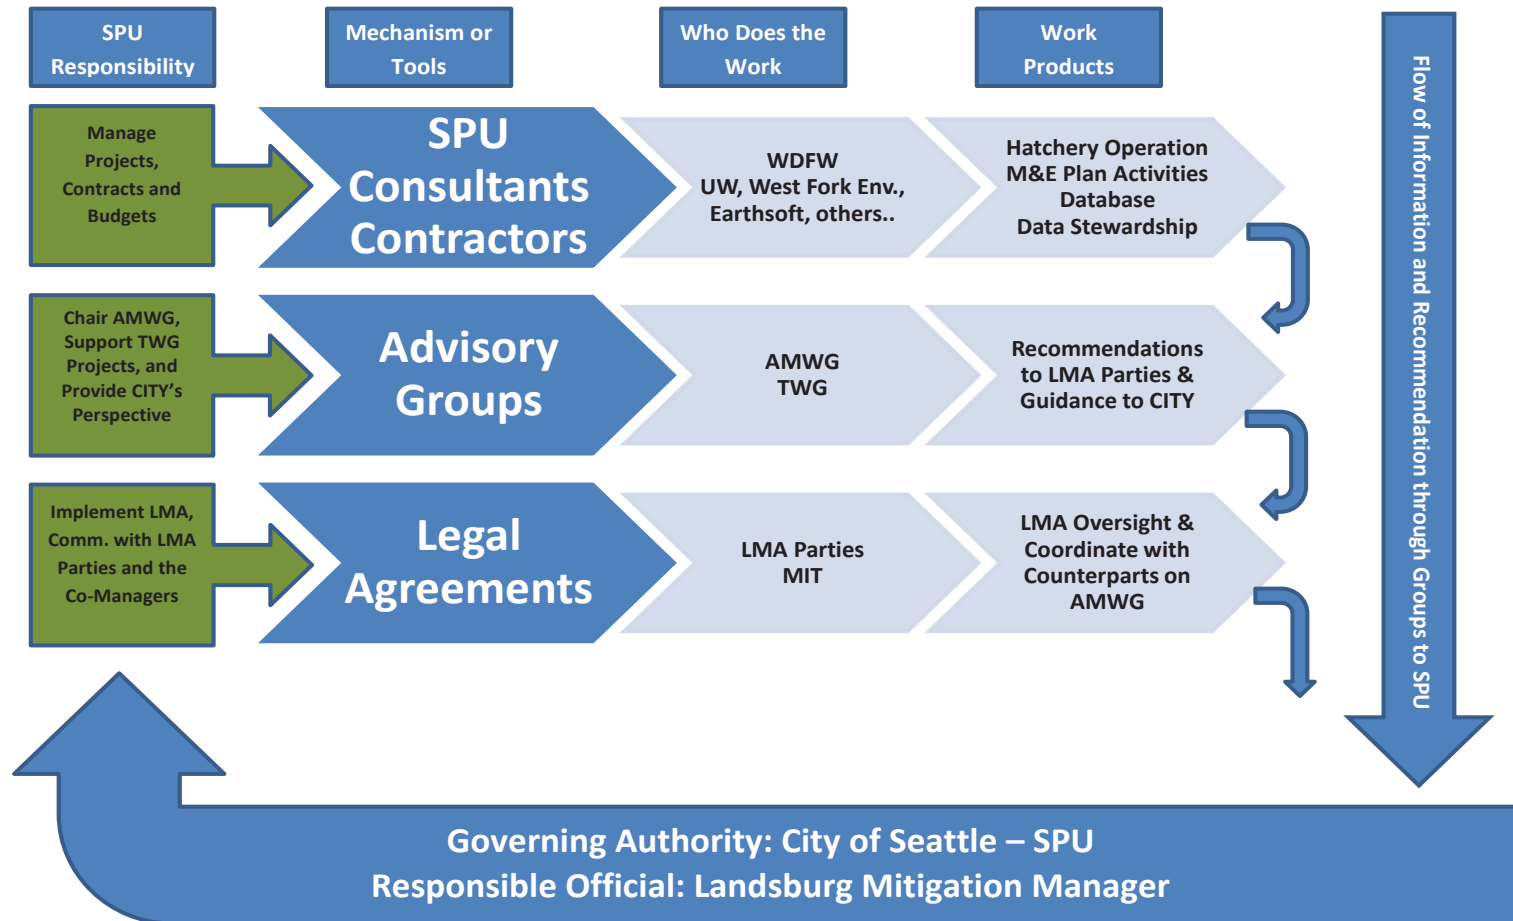 SPU
Responsibility
Mechanism or
Tools
Who Does the
Work
Work
Products
Manage
Projects,
Contracts and
Budgets
SPU
Consultants
Contractors
WDFW
UW, West Fork Env.,
Earthsoft, others..
Hatchery Operation
M&E Plan Activities
Database
Data Stewardship
Chair AMWG,
Support TWG
Projects, and
Provide CITY’s
Perspective
Advisory
Groups
AMWG
TWG
Recommendations
to LMA Parties &
Guidance to CITY
Implement LMA,
Comm. with LMA
Parties and the
Co-Managers
Legal
Agreements
LMA Parties
MIT
LMA Oversight &
Coordinate with
Counterparts on
AMWG
Flow of Information and Recommendation through Groups to SPU
Governing Authority: City of Seattle – SPU
Responsible Official: Landsburg Mitigation Manager